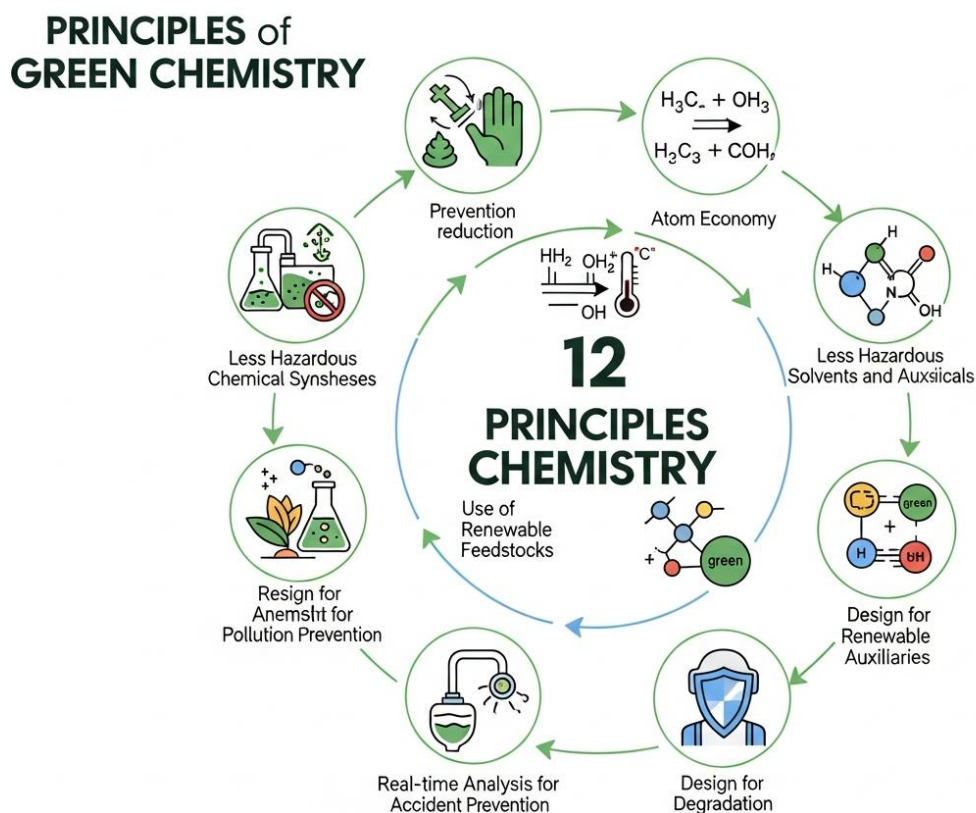 PRINCIPLES of
GREEN CHEMISTRY
Prevention
reduction
H₃C + OH₃
H₃C₃ + COH₂
Atom Economy
H
H
N
OH
Less Hazardous
Solvents and Auxsiicals
green
+
H
Design for
Renewable
Auxillaries
Design for
Degradation
Real-time Analysis for
Accident Prevention
Resign for
Anemsht for
Pollution Prevention
Less Hazardous
Chemical Synsheses
HH₂
OH₂⁺
°C°
OH
12
PRINCIPLES
CHEMISTRY
Use of
Renewable
Feedstocks
+
green